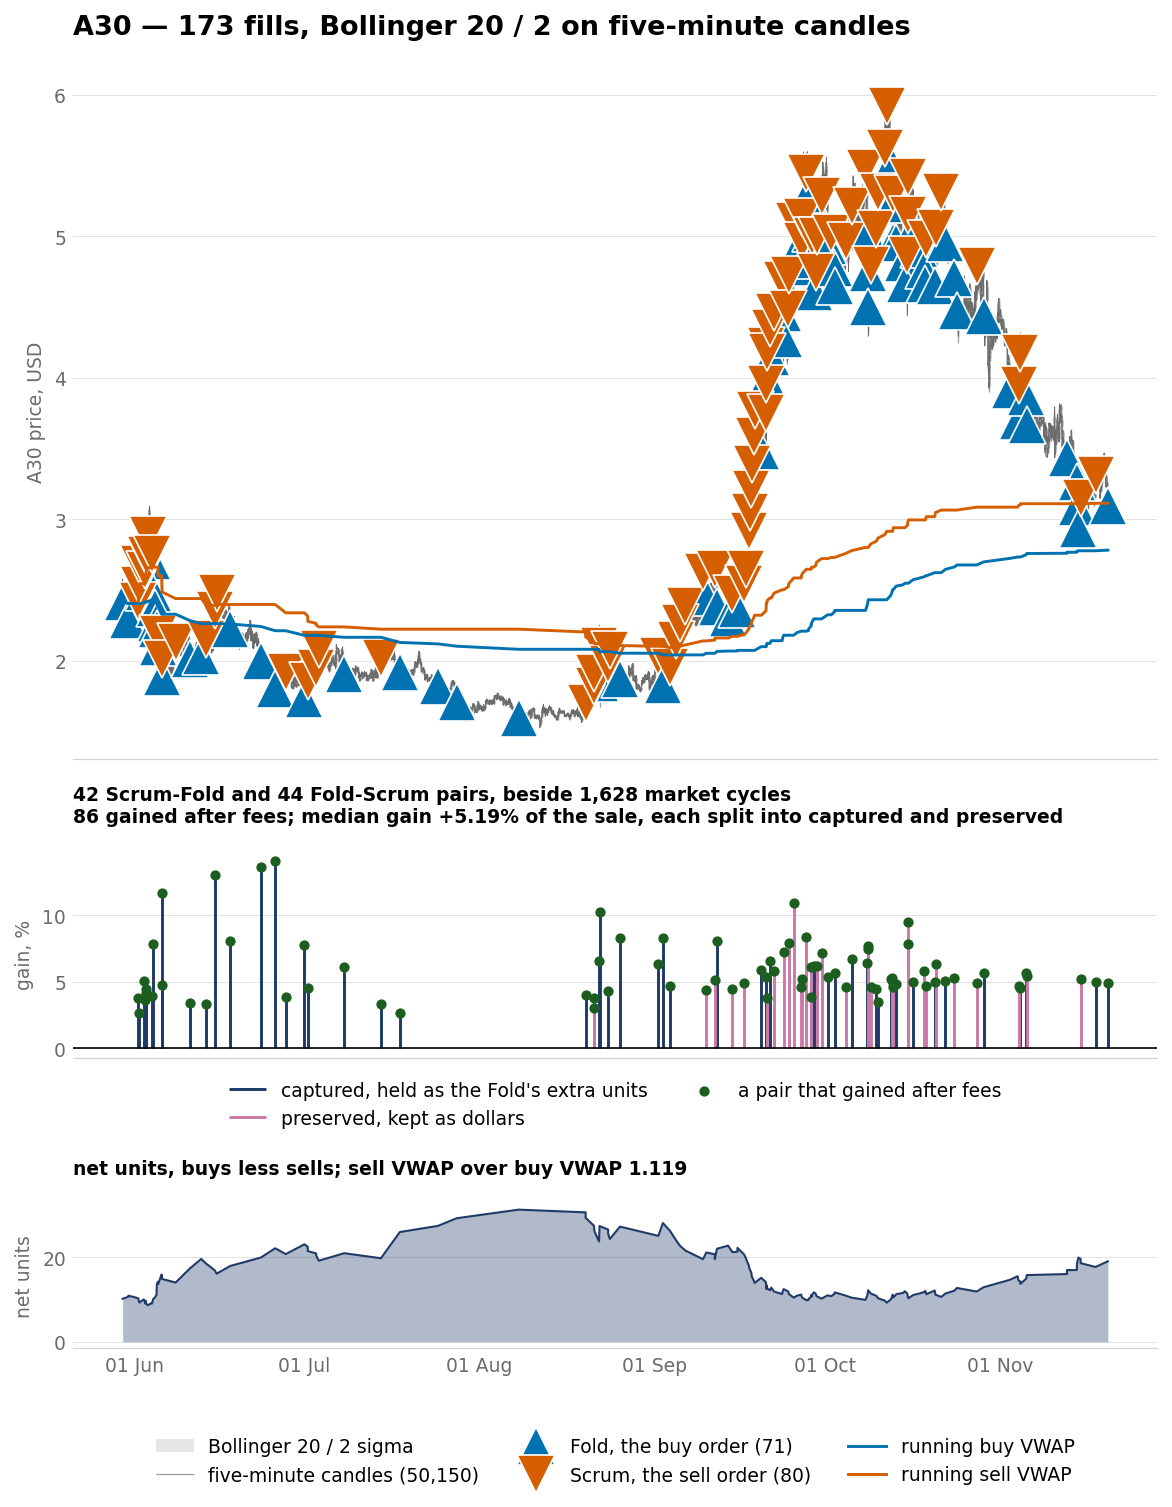 A30 — 173 fills, Bollinger 20 / 2 on five-minute candles
6
5
4
3
2
A30 price, USD
42 Scrum-Fold and 44 Fold-Scrum pairs, beside 1,628 market cycles
86 gained after fees; median gain +5.19% of the sale, each split into captured and preserved
10
5
0
gain, %
captured, held as the Fold's extra units
preserved, kept as dollars
a pair that gained after fees
net units, buys less sells; sell VWAP over buy VWAP 1.119
20
0
net units
01 Jun
01 Jul
01 Aug
01 Sep
01 Oct
01 Nov
Bollinger 20 / 2 sigma
five-minute candles (50,150)
Fold, the buy order (71)
Scrum, the sell order (80)
running buy VWAP
running sell VWAP